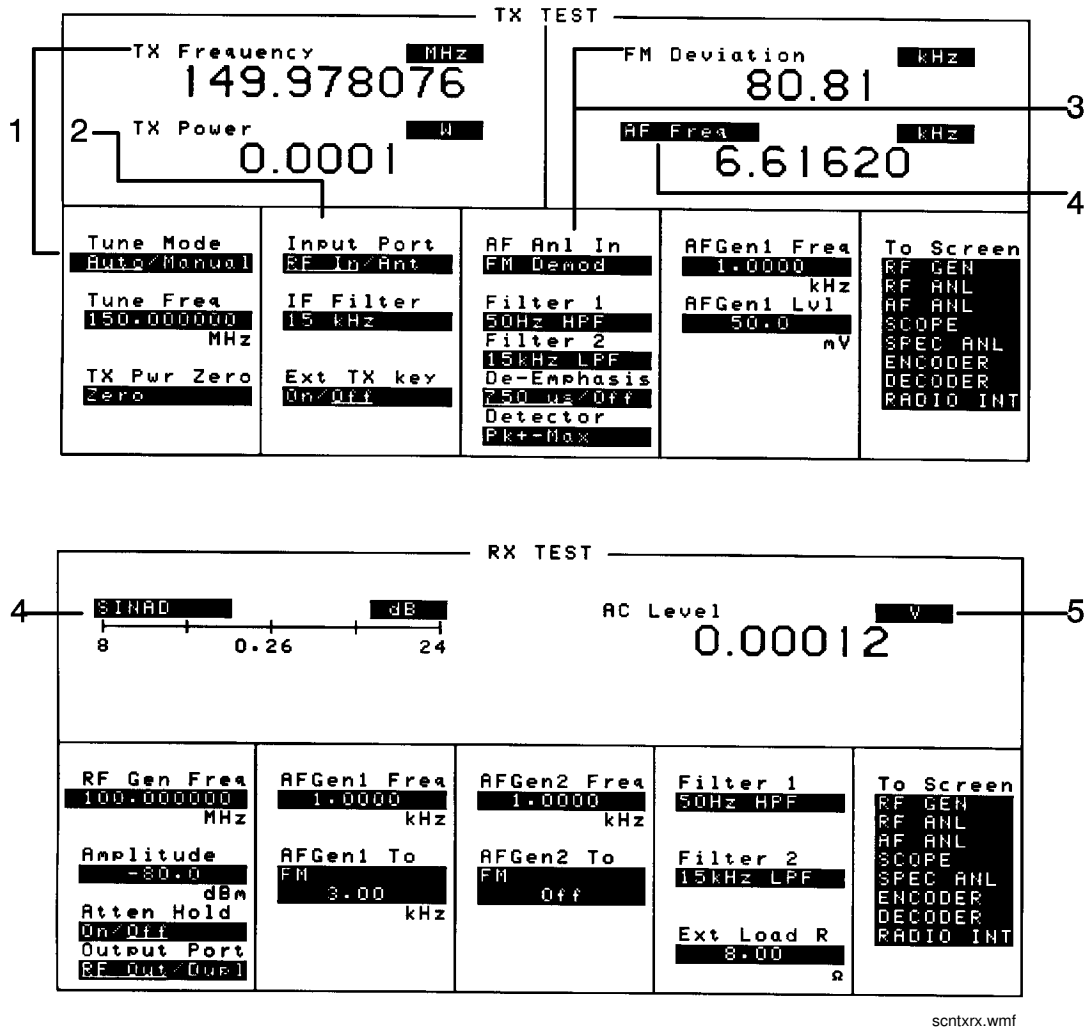 TX TEST
TX Frequency MHz
149.978076
TX Power W
0.0001
FM Deviation kHz
80.81
AF Freq kHz
6.61620
1
2
3
4
Tune Mode
Auto/Manual
Tune Freq
150.000000
MHz
TX Pwr Zero
Zero
Input Port
RF In/Ant
IF Filter
15 kHz
Ext TX key
On/Off
AF Anl In
FM Demod
Filter 1
50Hz HPF
Filter 2
15kHz LPF
De-Emphasis
750 us/Off
Detector
Pk+-Max
AFGen1 Freq
1.0000
kHz
AFGen1 Lvl
50.0
mV
To Screen
RF GEN
RF ANL
AF ANL
SCOPE
SPEC ANL
ENCODER
DECODER
RADIO INT
RX TEST
4
SINAD dB
8 0.26 24
AC Level V
0.00012
5
RF Gen Freq
100.000000
MHz
Amplitude
-80.0
dBm
Atten Hold
On/Off
Output Port
RF Out/Dupl
AFGen1 Freq
1.0000
kHz
AFGen1 To
FM
3.00
kHz
AFGen2 Freq
1.0000
kHz
AFGen2 To
FM
Off
Filter 1
50Hz HPF
Filter 2
15kHz LPF
Ext Load R
8.00
Ω
To Screen
RF GEN
RF ANL
AF ANL
SCOPE
SPEC ANL
ENCODER
DECODER
RADIO INT
scntxrx.wmf